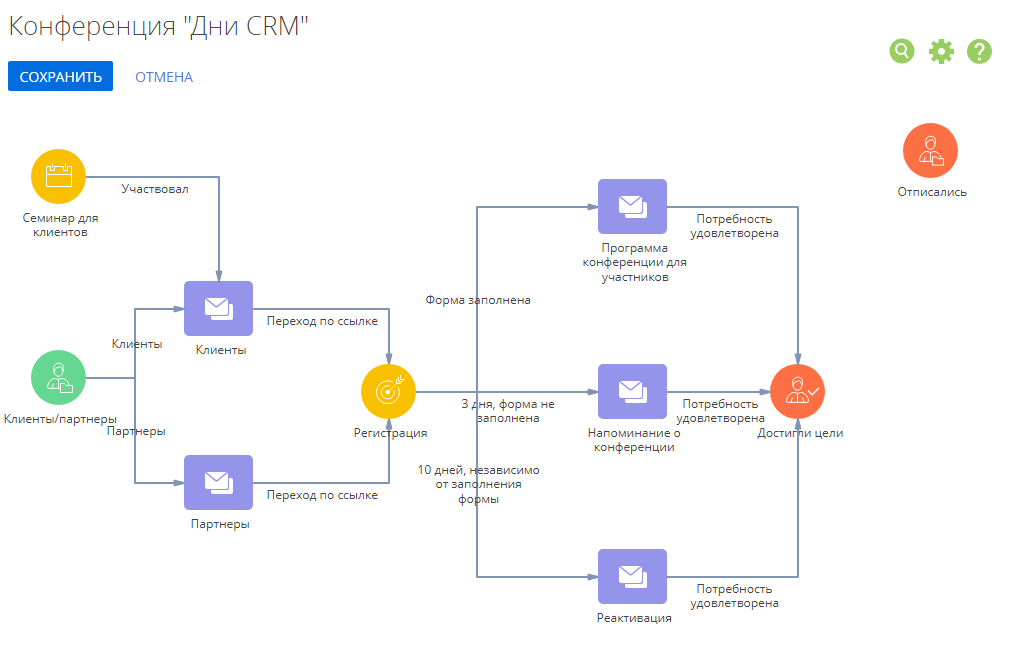 Конференция "Дни CRM"
СОХРАНИТЬ
ОТМЕНА
Отписались
Участвовал
Семинар для
клиентов
Потребность
удовлетворена
Программа
конференции для
участников
Форма заполнена
Переход по ссылке
Клиенты
Клиенты
Клиенты/партнеры
Партнеры
Регистрация
3 дня, форма не
заполнена
Потребность
удовлетворена
Напоминание о
конференции
Достигли цели
10 дней, независимо
от заполнения
формы
Переход по ссылке
Партнеры
Потребность
удовлетворена
Реактивация